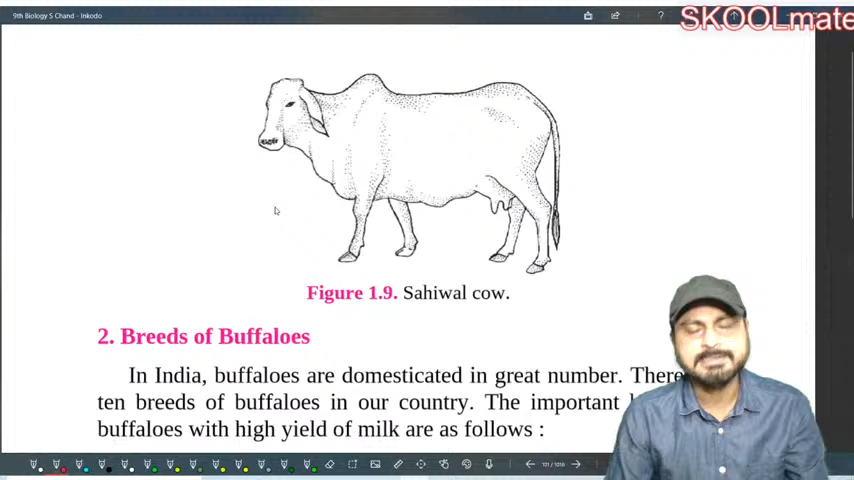 9th Biology S Chand - Inkodo
SKOOLmate
Figure 1.9. Sahiwal cow.
2. Breeds of Buffaloes
In India, buffaloes are domesticated in great number. There
ten breeds of buffaloes in our country. The important
buffaloes with high yield of milk are as follows :
101 / 1016